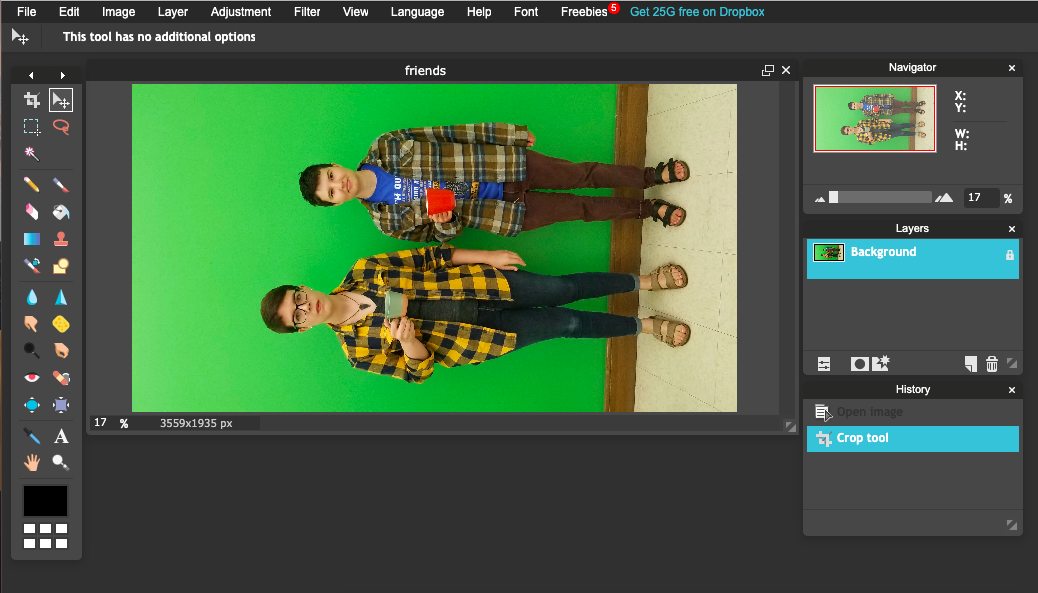 File Edit Image Layer Adjustment Filter View Language Help Font Freebies 5 Get 25G free on Dropbox
This tool has no additional options
friends
17 % 3559x1935 px
A
Navigator
X:
Y:
W:
H:
17 %
Layers
Background
History
Open image
Crop tool